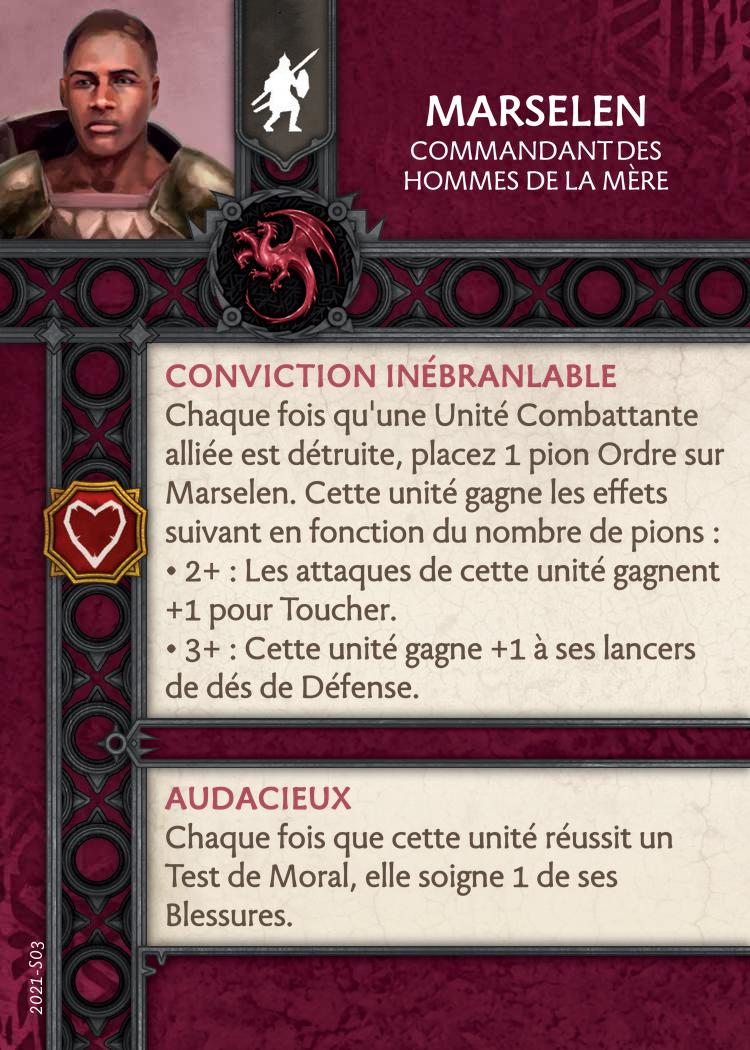 MARSELEN
COMMANDANT DES
HOMMES DE LA MÈRE
CONVICTION INÉBRANLABLE
Chaque fois qu'une Unité Combattante
alliée est détruite, placez 1 pion Ordre sur
Marselen. Cette unité gagne les effets
suivant en fonction du nombre de pions :
• 2+ : Les attaques de cette unité gagnent
+1 pour Toucher.
• 3+ : Cette unité gagne +1 à ses lancers
de dés de Défense.
AUDACIEUX
Chaque fois que cette unité réussit un
Test de Moral, elle soigne 1 de ses
Blessures.
2021-S03